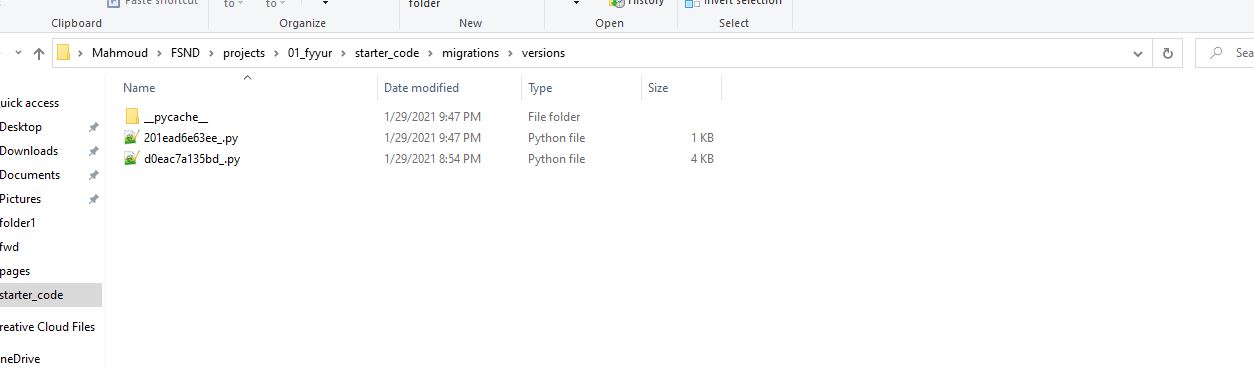 Paste shortcut
to
to
folder
History
Invert selection
Clipboard
Organize
New
Open
Select
Mahmoud > FSND > projects > 01_fyyur > starter_code > migrations > versions
Sea
Name
Date modified
Type
Size
uick access
Desktop
Downloads
Documents
Pictures
folder1
fwd
pages
starter_code
reative Cloud Files
neDrive
__pycache__ 1/29/2021 9:47 PM File folder
201ead6e63ee_.py 1/29/2021 9:47 PM Python file 1 KB
d0eac7a135bd_.py 1/29/2021 8:54 PM Python file 4 KB